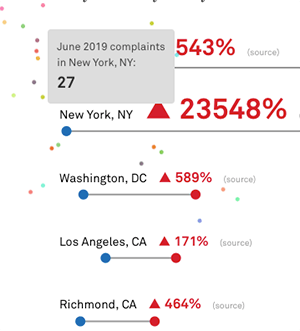 June 2019 complaints
in New York, NY:
27
543% (source)
New York, NY ▲ 23548%
Washington, DC ▲ 589% (source)
Los Angeles, CA ▲ 171% (source)
Richmond, CA ▲ 464% (source)